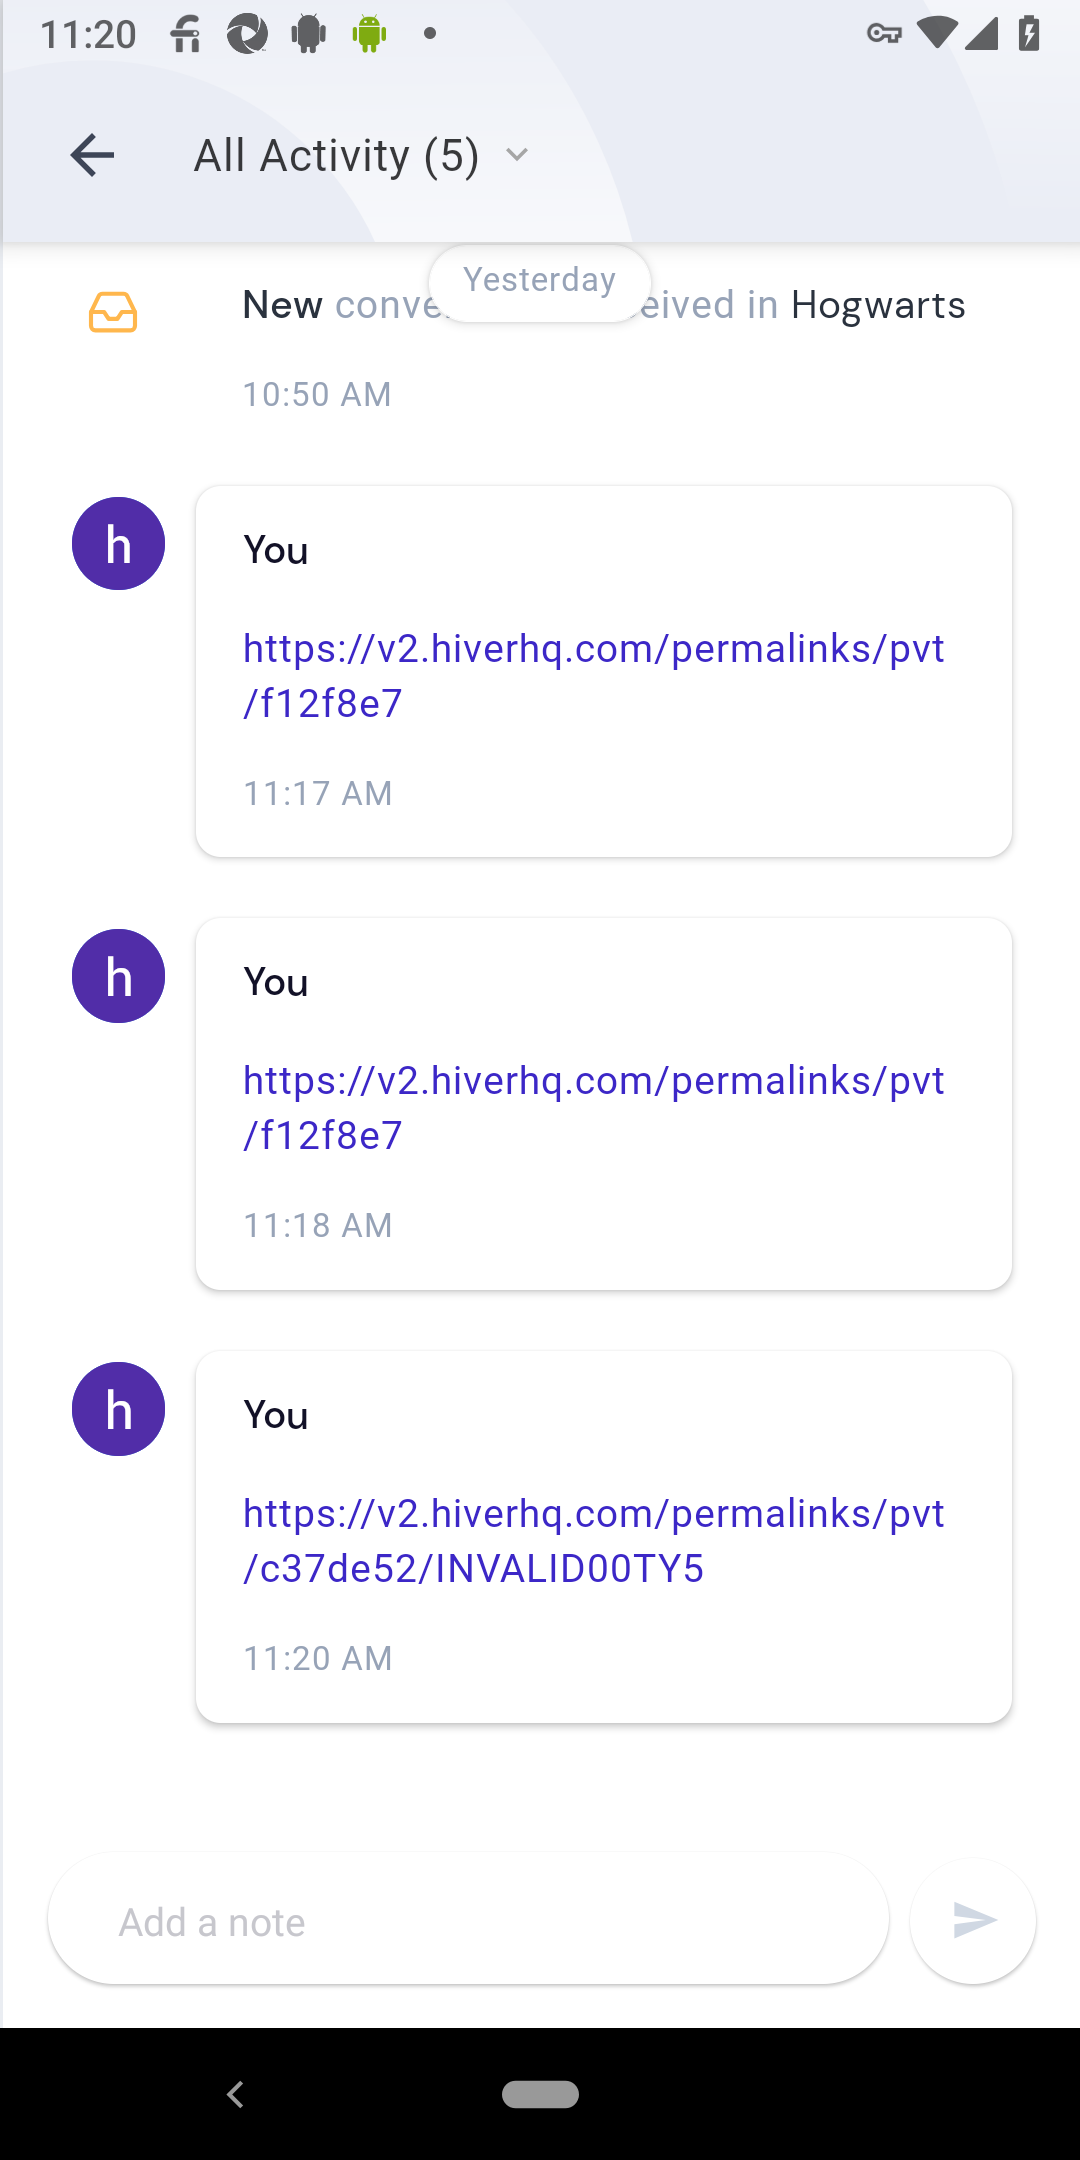 11:20
All Activity (5)
Yesterday
New eived in Hogwarts
10:50 AM
h
You
https://v2.hiverhq.com/permalinks/pvt
/f12f8e7
11:17 AM
h
You
https://v2.hiverhq.com/permalinks/pvt
/f12f8e7
11:18 AM
h
You
https://v2.hiverhq.com/permalinks/pvt
/c37de52/INVALID00TY5
11:20 AM
Add a note